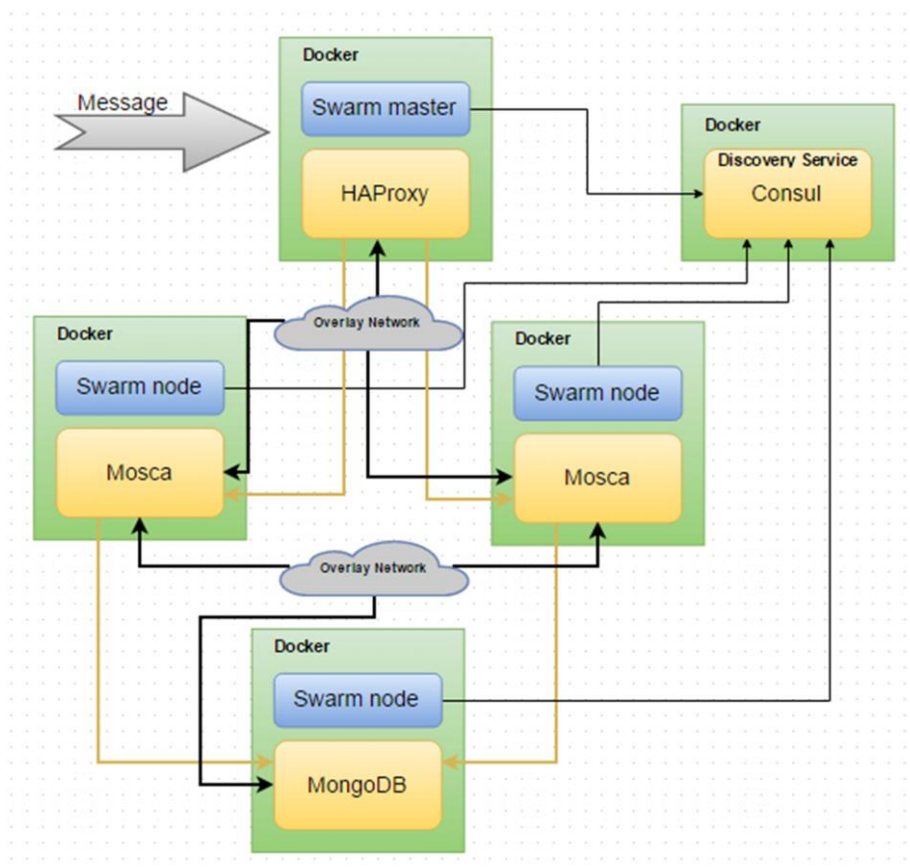 Docker
Message
Swarm master
HAProxy
Docker
Discovery Service
Consul
Overlay Network
Docker
Swarm node
Mosca
Docker
Swarm node
Mosca
Overlay Network
Docker
Swarm node
MongoDB